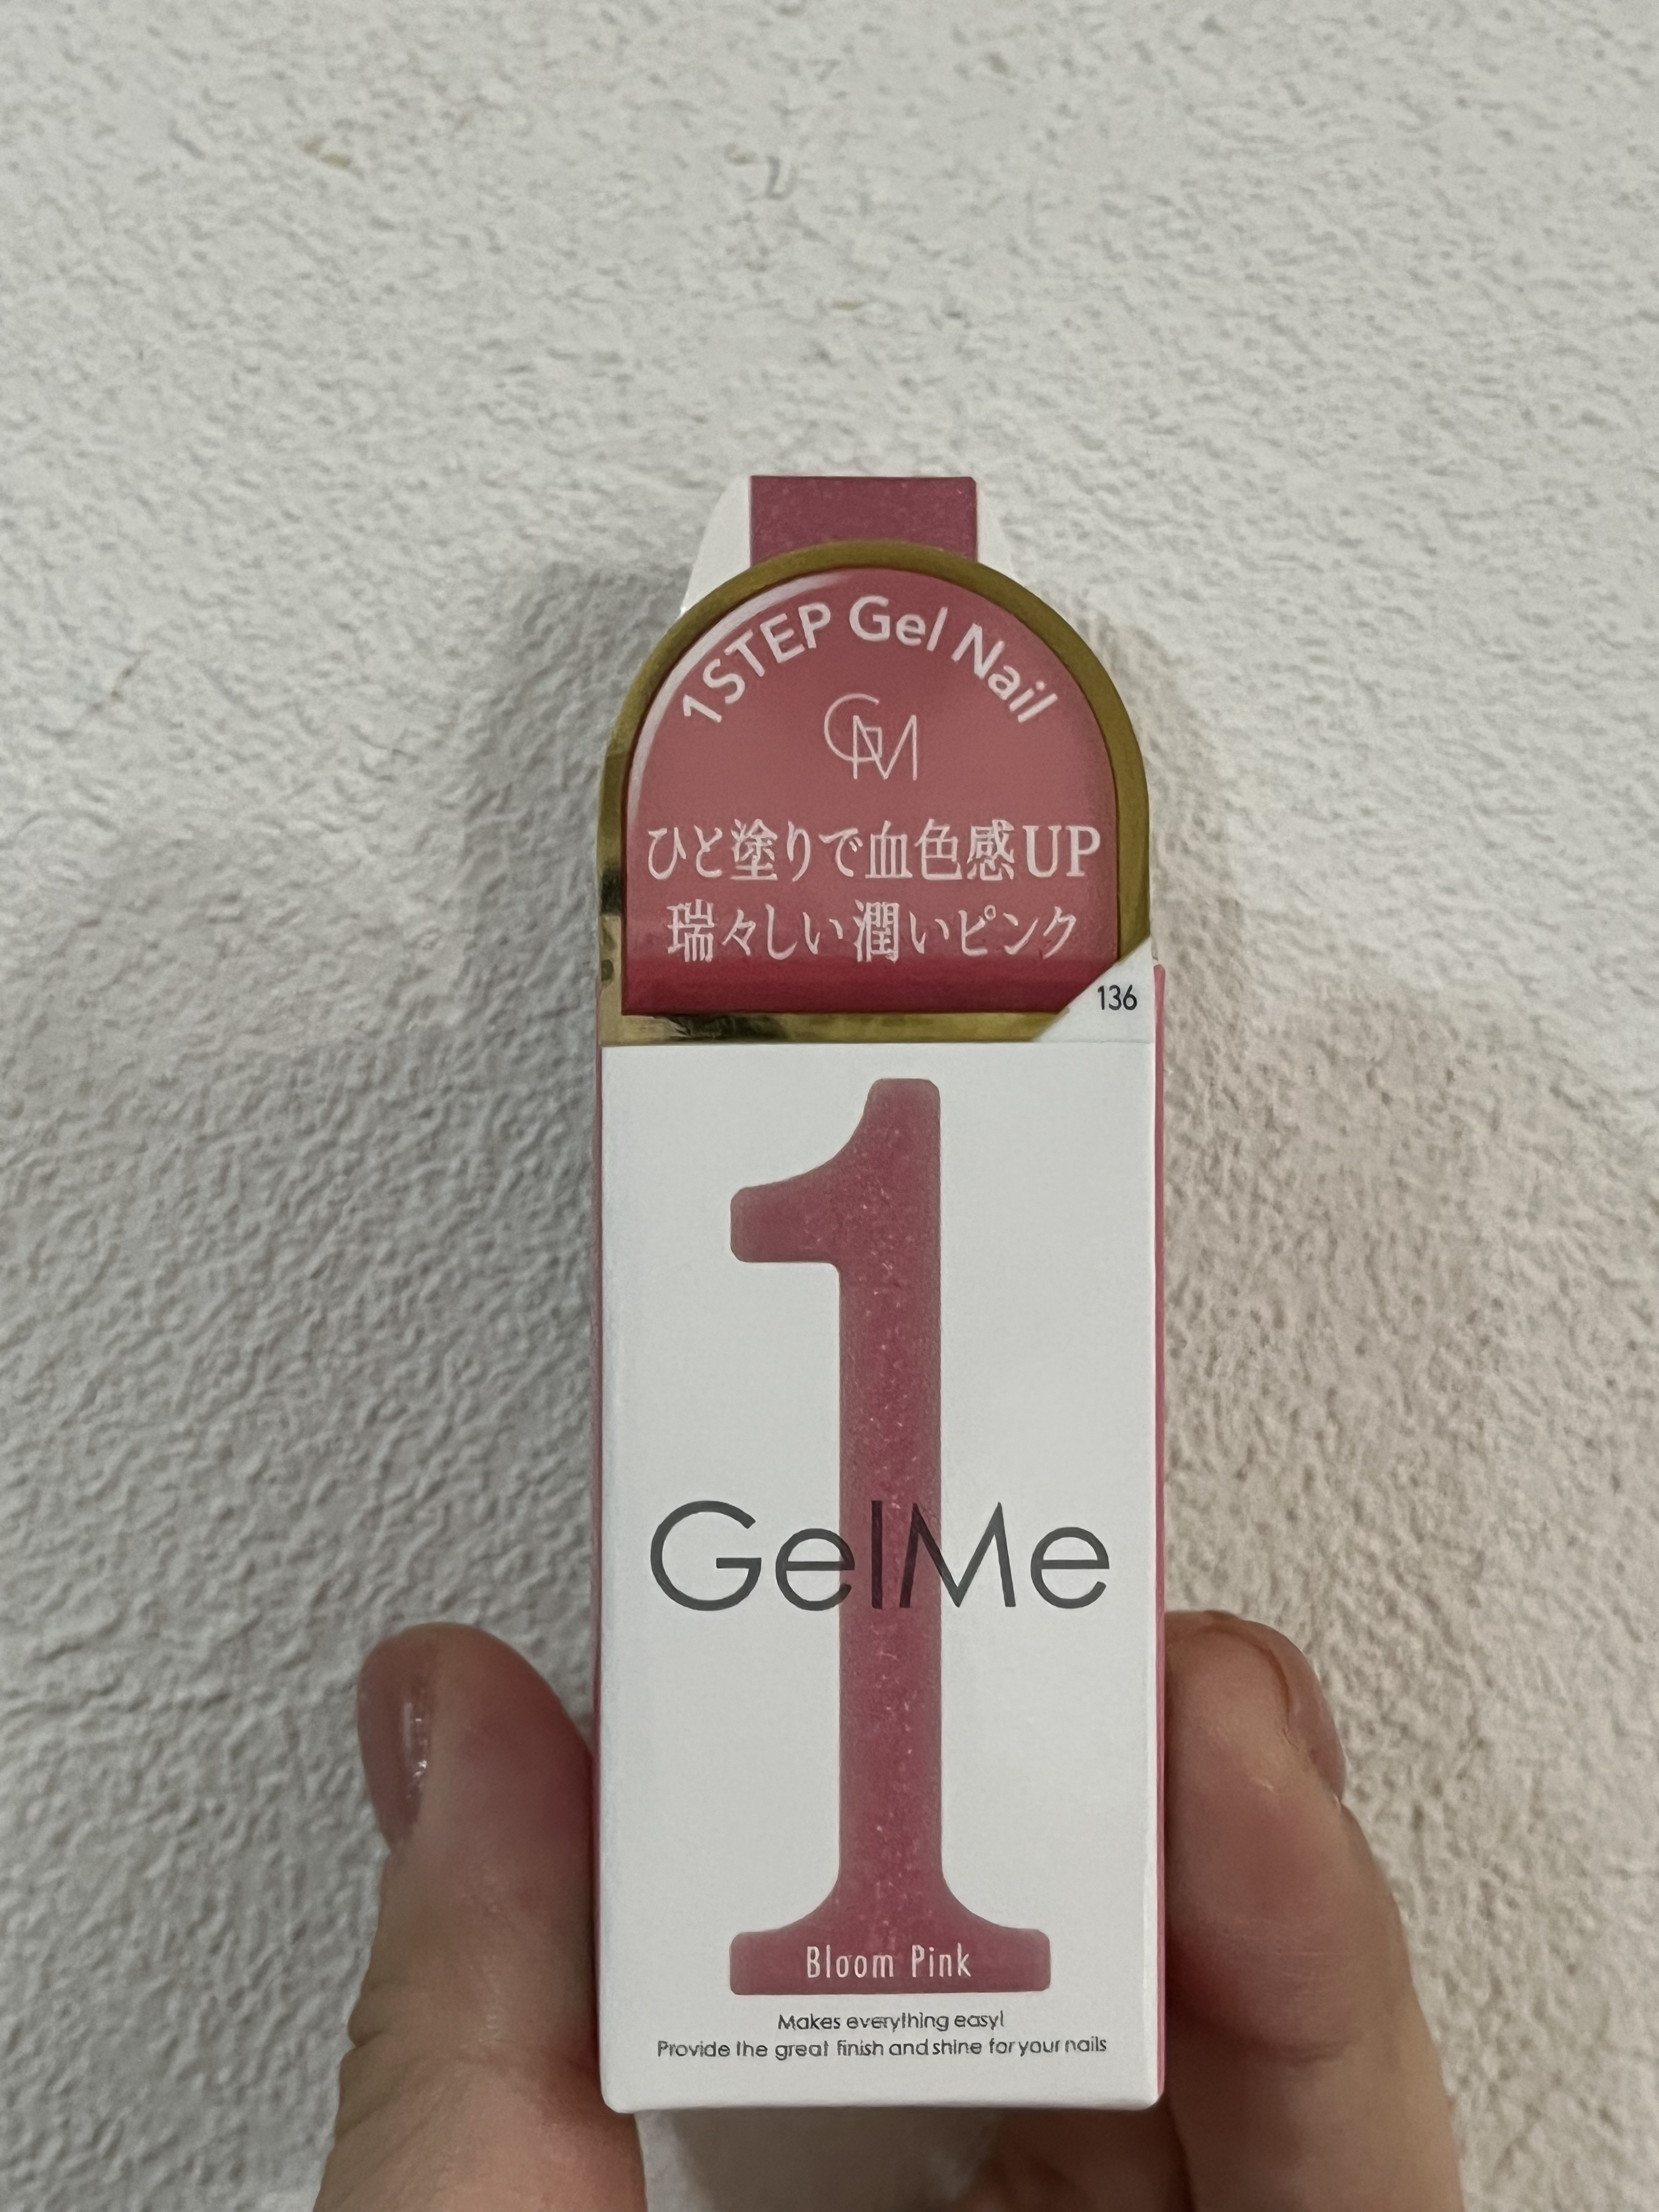 1STEP Gel Nail
GM
ひと塗りで血色感UP
瑞々しい潤いピンク
136
1
GelMe
Bloom Pink
Makes everything easy!
Provide the great finish and shine for your nails